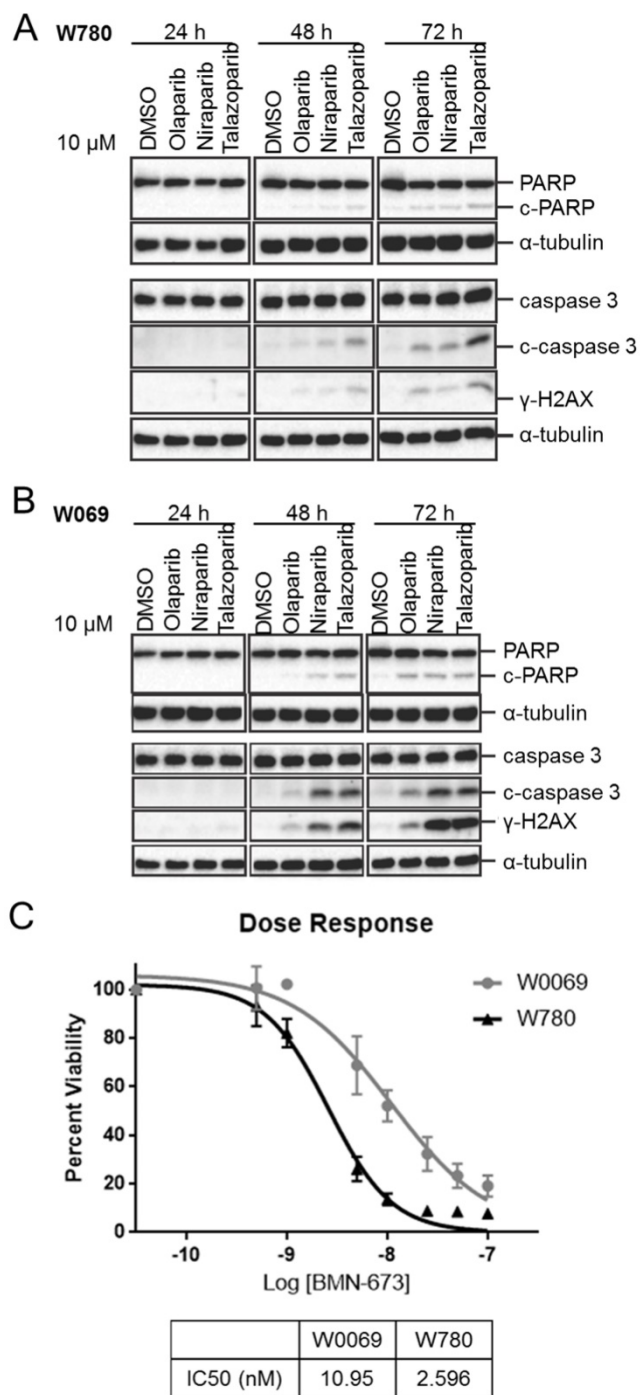 A W780 24 h 48 h 72 h
DMSO Olaparib Niraparib Talazoparib DMSO Olaparib Niraparib Talazoparib DMSO Olaparib Niraparib Talazoparib
10 µM
PARP
c-PARP
α-tubulin
caspase 3
c-caspase 3
γ-H2AX
α-tubulin
B W069 24 h 48 h 72 h
DMSO Olaparib Niraparib Talazoparib DMSO Olaparib Niraparib Talazoparib DMSO Olaparib Niraparib Talazoparib
10 µM
PARP
c-PARP
α-tubulin
caspase 3
c-caspase 3
γ-H2AX
α-tubulin
C
Dose Response
W0069
W780
Percent Viability
100
80
60
40
20
0
-10 -9 -8 -7
Log [BMN-673]
W0069 W780
IC50 (nM) 10.95 2.596